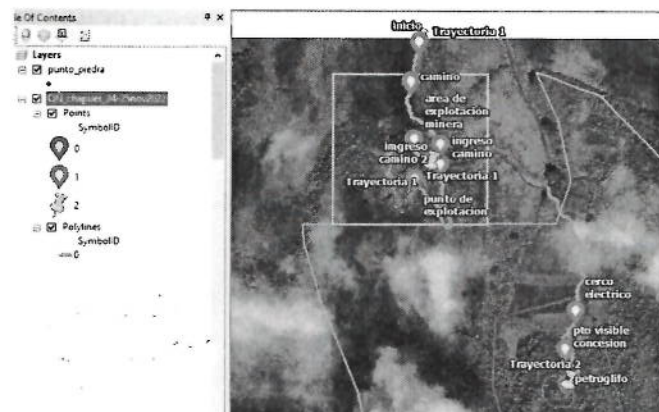 le Of Contents
Layers
punto_piedra
Points
SymbolID
0
1
2
Polylines
SymbolID
0
Inicio
Trayectoria 1
camino
area de
explotación
minera
imgreso
camino 2
ingreso
camino
Trayectoria 1
Trayectoria 1
punto de
explotacion
cerco
electrico
pto visible
concesion
Trayectoria 2
petroglifo